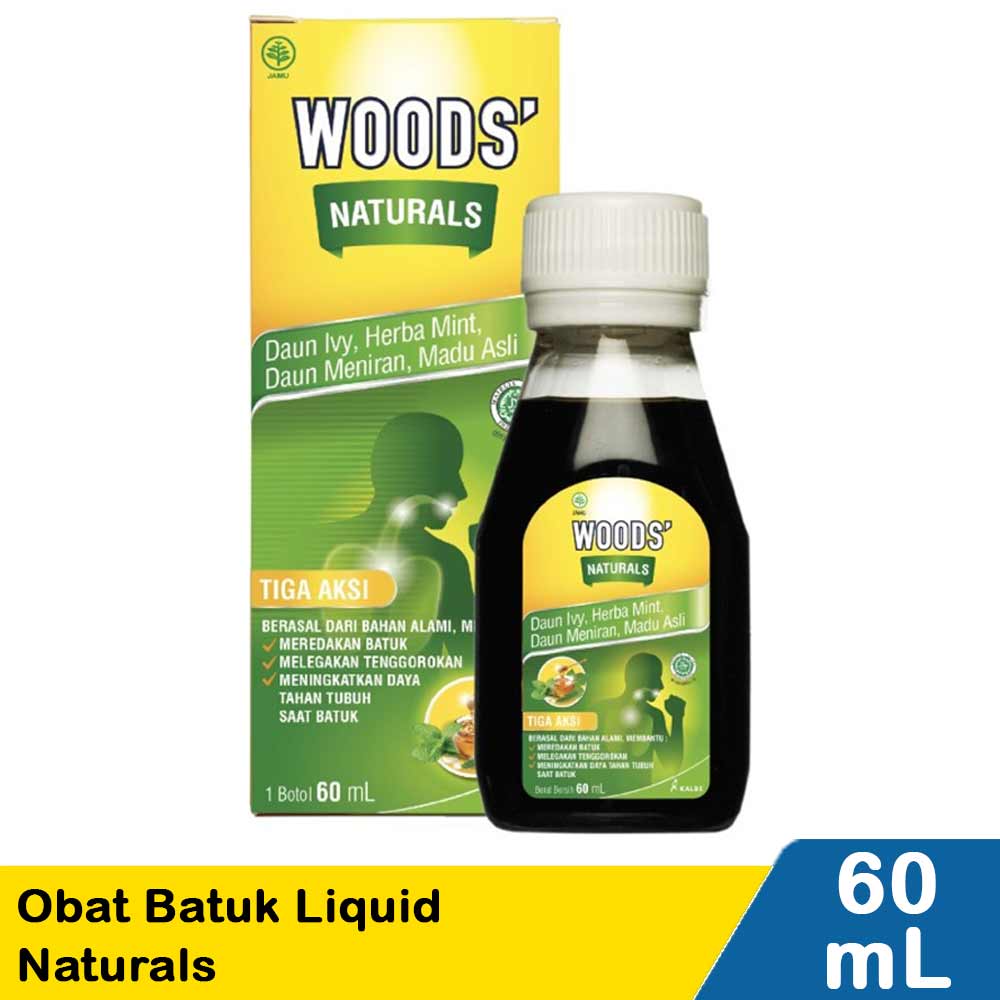 JAMU
WOODS'
NATURALS
Daun Ivy, Herba Mint,
Daun Meniran, Madu Asli
TIGA AKSI
BERASAL DARI BAHAN ALAMI, M
✓ MEREDAKAN BATUK
✓ MELEGAKAN TENGGOROKAN
✓ MENINGKATKAN DAYA
TAHAN TUBUH
SAAT BATUK
1 Botol 60 mL
JAMU
WOODS'
NATURALS
Daun Ivy, Herba Mint,
Daun Meniran, Madu Asli
TIGA AKSI
BERASAL DARI BAHAN ALAMI, MEMBANTU :
✓ MEREDAKAN BATUK
✓ MELEGAKAN TENGGOROKAN
✓ MENINGKATKAN DAYA TAHAN TUBUH
SAAT BATUK
Berat Bersih 60 mL
KALBE
Obat Batuk Liquid
Naturals
60
mL